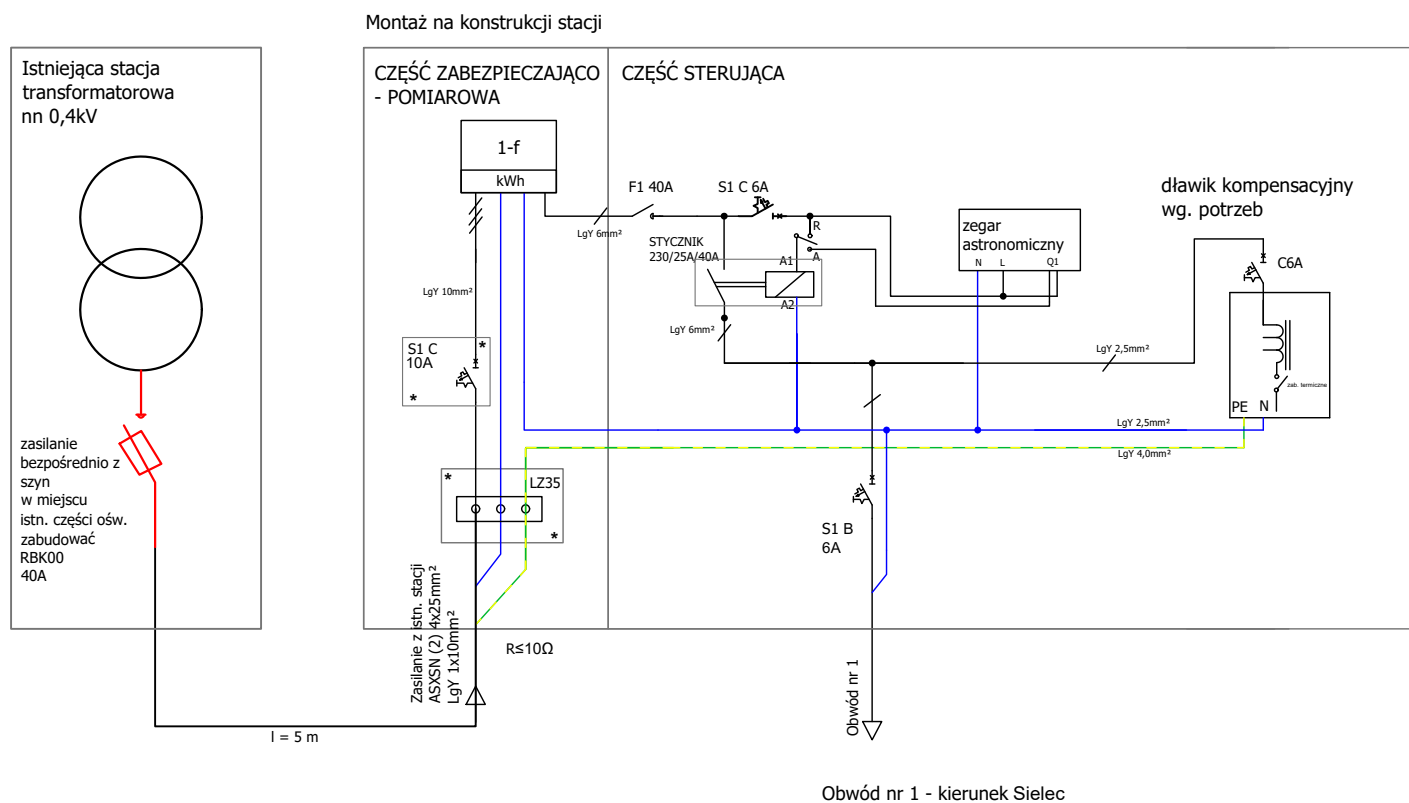 Montaż na konstrukcji stacji
Istniejąca stacja
transformatorowa
nn 0,4kV
zasilanie
bezpośrednio z
szyn
w miejscu
istn. części ośw.
zabudować
RBK00
40A
l = 5 m
CZĘŚĆ ZABEZPIECZAJĄCO
- POMIAROWA
1-f
kWh
LgY 10mm²
S1 C
10A
*
*
*
LZ35
*
Zasilanie z istn. stacji
ASXSN (2) 4x25mm²
LgY 1x10mm²
R≤10Ω
CZĘŚĆ STERUJĄCA
LgY 6mm²
F1 40A
S1 C 6A
STYCZNIK
230/25A/40A
R
A
A1
A2
LgY 6mm²
zegar
astronomiczny
N L Q1
dławik kompensacyjny
wg. potrzeb
C6A
zab. termiczne
PE N
LgY 2,5mm²
LgY 2,5mm²
LgY 4,0mm²
S1 B
6A
Obwód nr 1
Obwód nr 1 - kierunek Sielec